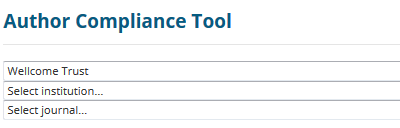 Author Compliance Tool
Wellcome Trust
Select institution...
Select journal...